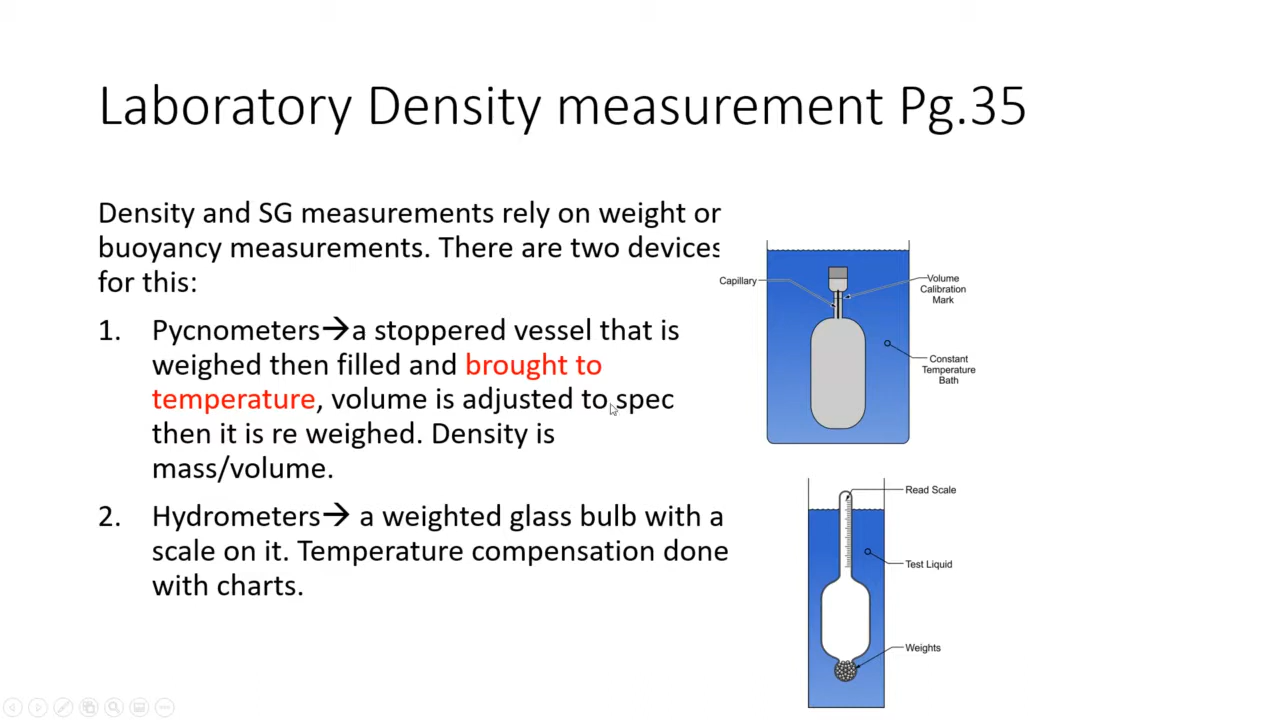 Laboratory Density measurement Pg.35
Density and SG measurements rely on weight or
buoyancy measurements. There are two devices
for this:
1. Pycnometers→a stoppered vessel that is
weighed then filled and brought to
temperature, volume is adjusted to spec
then it is re weighed. Density is
mass/volume.
2. Hydrometers→ a weighted glass bulb with a
scale on it. Temperature compensation done
with charts.
Capillary
Volume
Calibration
Mark
Constant
Temperature
Bath
Read Scale
Test Liquid
Weights